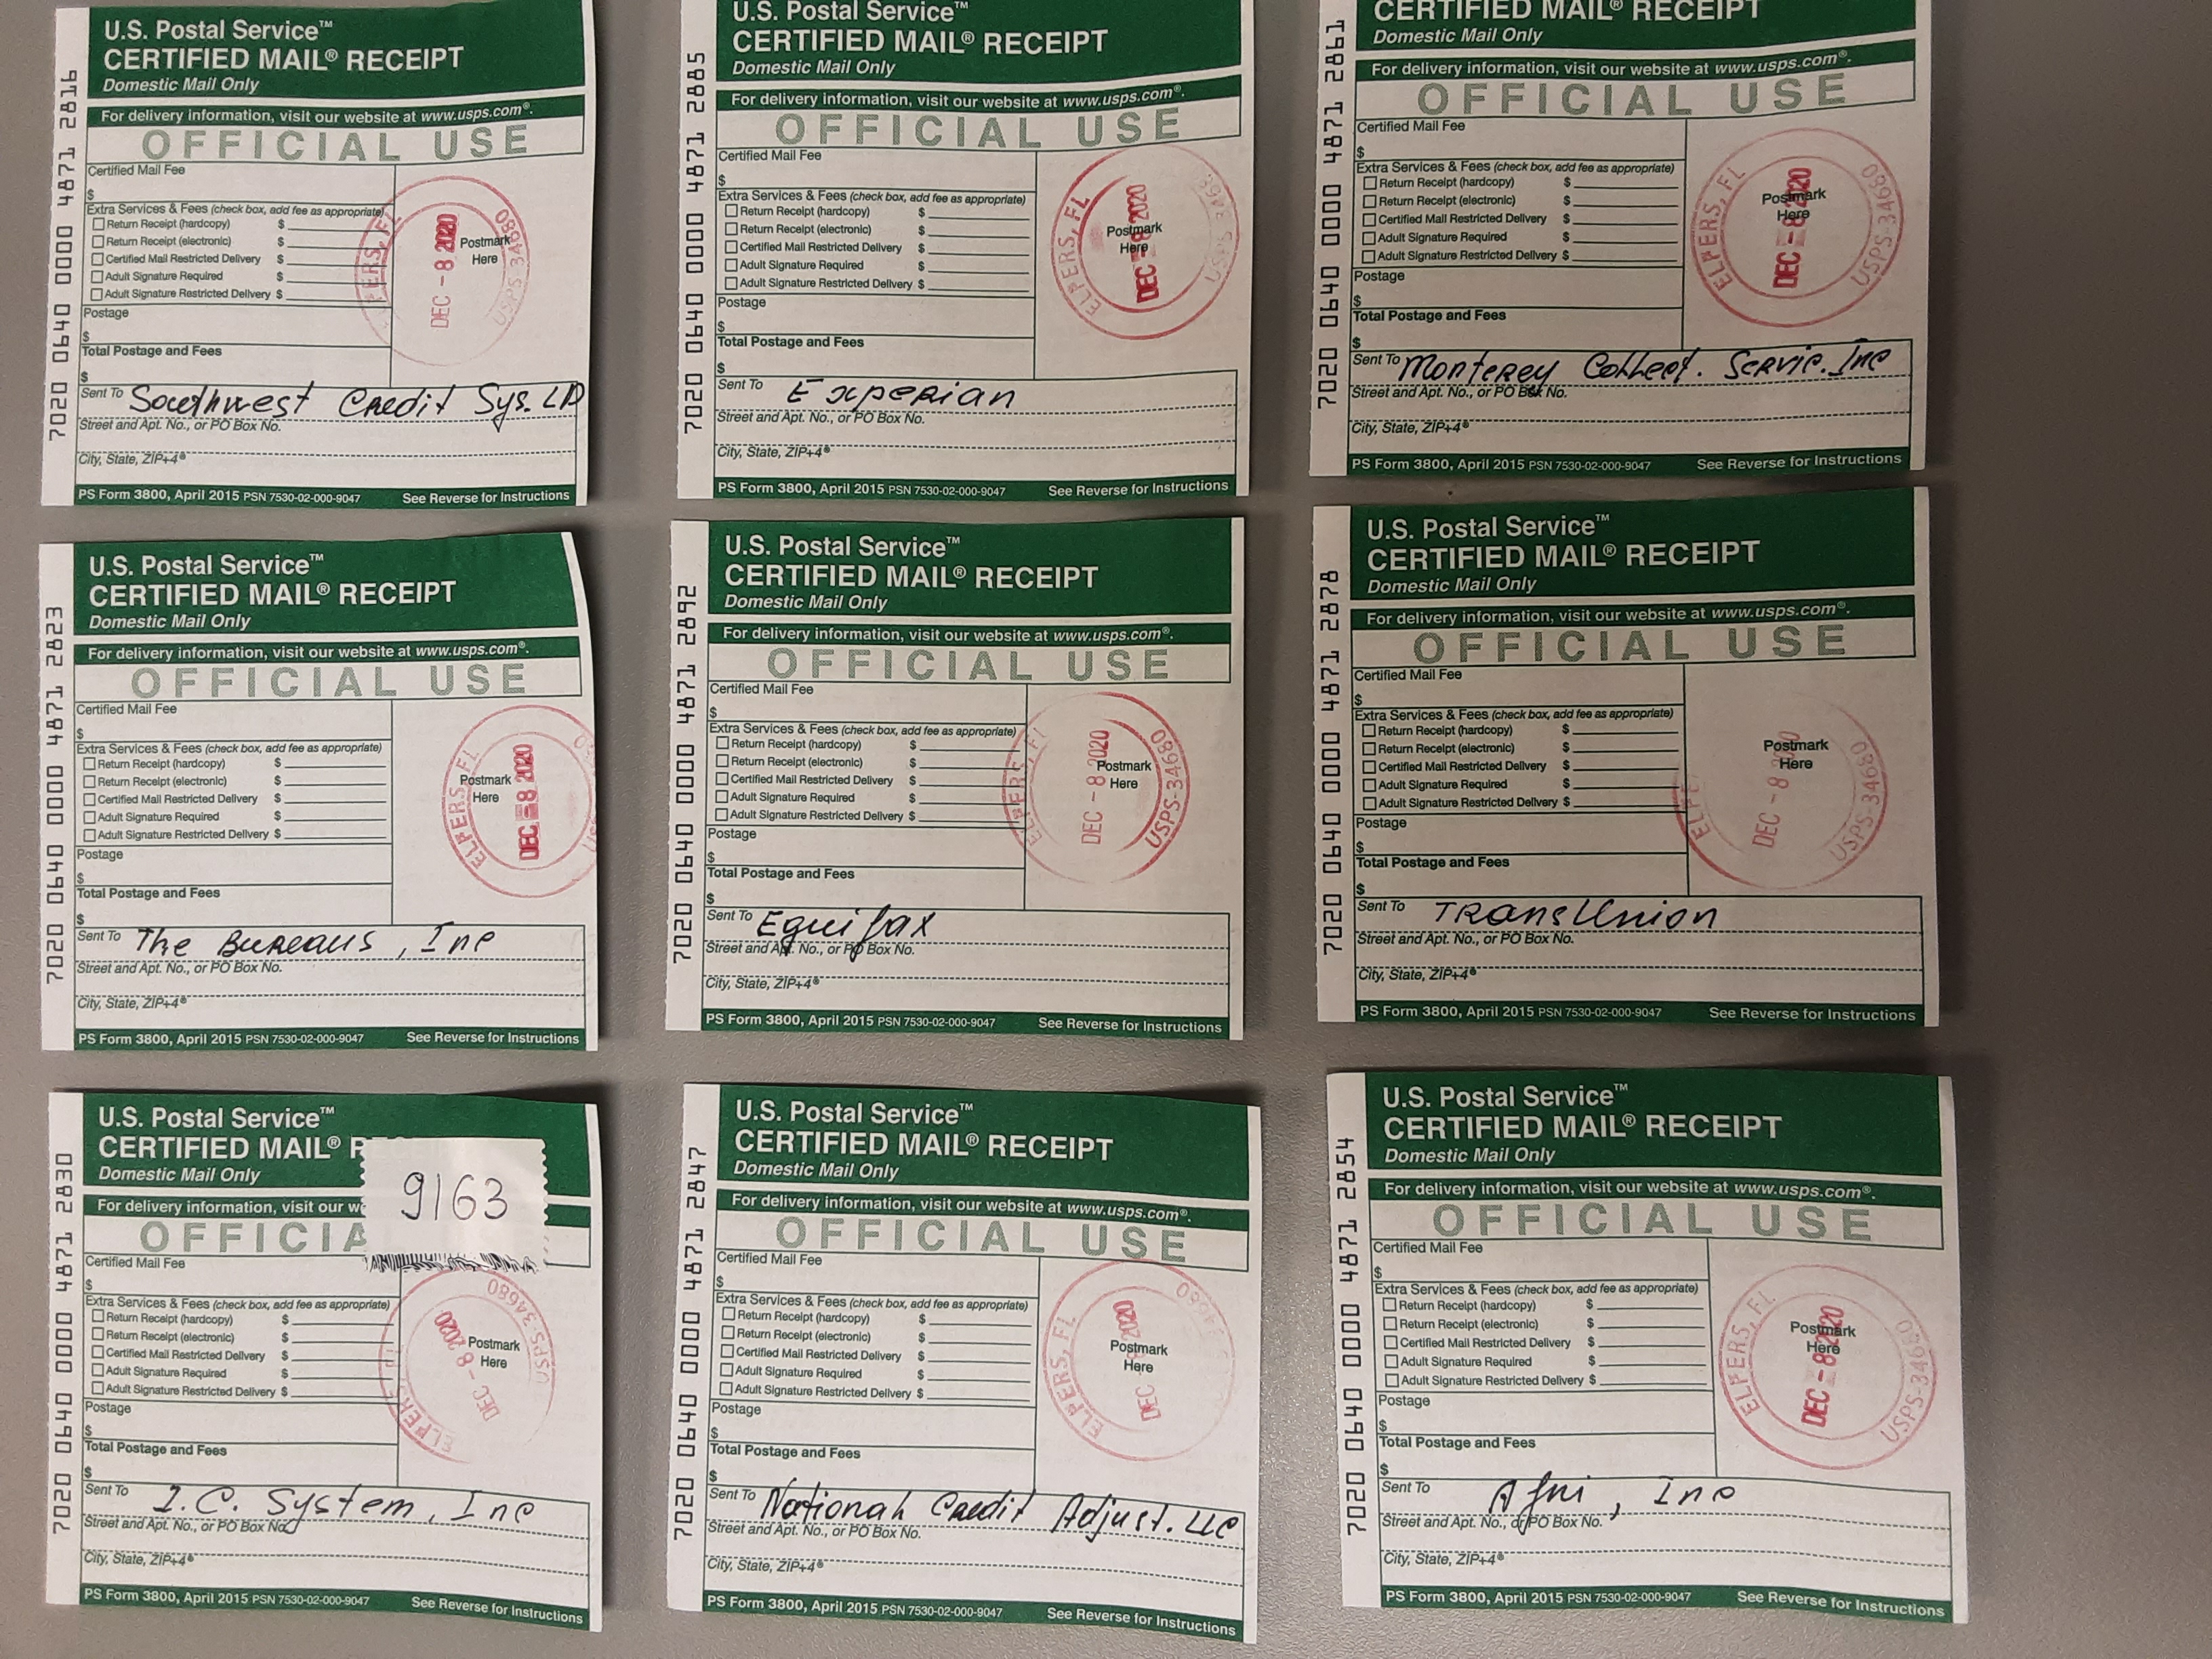 7020 0640 0000 4871 2830
U.S. Postal Service™
CERTIFIED MAIL®
Domestic Mail Only
For delivery information, visit our
OFFICIA
9163
Certified Mail Fee
$
Extra Services & Fees (check box, add fee as appropriate)
Return Receipt (hardcopy) $
Return Receipt (electronic) $
Certified Mail Restricted Delivery $
Adult Signature Required $
Adult Signature Restricted Delivery $
Postage
$
Total Postage and Fees
$
ELPERS, FL
DEC -8 2020
USPS-34680
Postmark
Here
Sent To I.C. System, Inc
Street and Apt. No., or PO Box No.
City, State, ZIP+4®
PS Form 3800, April 2015 PSN 7530-02-000-9047 See Reverse for Instructions
7020 0640 0000 4871 2823
U.S. Postal Service™
CERTIFIED MAIL® RECEIPT
Domestic Mail Only
For delivery information, visit our website at www.usps.com®.
OFFICIAL USE
Certified Mail Fee
$
Extra Services & Fees (check box, add fee as appropriate)
Return Receipt (hardcopy) $
Return Receipt (electronic) $
Certified Mail Restricted Delivery $
Adult Signature Required $
Adult Signature Restricted Delivery $
Postage
$
Total Postage and Fees
$
ELPERS, FL
DEC -8 2020
Postmark
Here
Sent To The Bureaus, Inc
Street and Apt. No., or PO Box No.
City, State, ZIP+4®
PS Form 3800, April 2015 PSN 7530-02-000-9047 See Reverse for Instructions
7020 0640 0000 4871 2816
U.S. Postal Service™
CERTIFIED MAIL® RECEIPT
Domestic Mail Only
For delivery information, visit our website at www.usps.com®.
OFFICIAL USE
Certified Mail Fee
$
Extra Services & Fees (check box, add fee as appropriate)
Return Receipt (hardcopy) $
Return Receipt (electronic) $
Certified Mail Restricted Delivery $
Adult Signature Required $
Adult Signature Restricted Delivery $
Postage
$
Total Postage and Fees
$
ELPERS, FL
DEC -8 2020
USPS 34680
Postmark
Here
Sent To Southwest Credit Sys. LP
Street and Apt. No., or PO Box No.
City, State, ZIP+4®
PS Form 3800, April 2015 PSN 7530-02-000-9047 See Reverse for Instructions
7020 0640 0000 4871 2847
U.S. Postal Service™
CERTIFIED MAIL® RECEIPT
Domestic Mail Only
For delivery information, visit our website at www.usps.com®.
OFFICIAL USE
Certified Mail Fee
$
Extra Services & Fees (check box, add fee as appropriate)
Return Receipt (hardcopy) $
Return Receipt (electronic) $
Certified Mail Restricted Delivery $
Adult Signature Required $
Adult Signature Restricted Delivery $
Postage
$
Total Postage and Fees
$
ELPERS, FL
DEC 2020
34680
Postmark
Here
Sent To National Credit Adjust. LLC
Street and Apt. No., or PO Box No.
City, State, ZIP+4®
PS Form 3800, April 2015 PSN 7530-02-000-9047 See Reverse for Instructions
7020 0640 0000 4871 2892
U.S. Postal Service™
CERTIFIED MAIL® RECEIPT
Domestic Mail Only
For delivery information, visit our website at www.usps.com®.
OFFICIAL USE
Certified Mail Fee
$
Extra Services & Fees (check box, add fee as appropriate)
Return Receipt (hardcopy) $
Return Receipt (electronic) $
Certified Mail Restricted Delivery $
Adult Signature Required $
Adult Signature Restricted Delivery $
Postage
$
Total Postage and Fees
$
ELPERS, FL
DEC -8 2020
USPS-34680
Postmark
Here
Sent To Equifax
Street and Apt. No., or PO Box No.
City, State, ZIP+4®
PS Form 3800, April 2015 PSN 7530-02-000-9047 See Reverse for Instructions
7020 0640 0000 4871 2885
U.S. Postal Service™
CERTIFIED MAIL® RECEIPT
Domestic Mail Only
For delivery information, visit our website at www.usps.com®.
OFFICIAL USE
Certified Mail Fee
$
Extra Services & Fees (check box, add fee as appropriate)
Return Receipt (hardcopy) $
Return Receipt (electronic) $
Certified Mail Restricted Delivery $
Adult Signature Required $
Adult Signature Restricted Delivery $
Postage
$
Total Postage and Fees
$
ELPERS, FL
DEC -8 2020
USPS 3468
Postmark
Here
Sent To Experian
Street and Apt. No., or PO Box No.
City, State, ZIP+4®
PS Form 3800, April 2015 PSN 7530-02-000-9047 See Reverse for Instructions
7020 0640 0000 4871 2854
U.S. Postal Service™
CERTIFIED MAIL® RECEIPT
Domestic Mail Only
For delivery information, visit our website at www.usps.com®.
OFFICIAL USE
Certified Mail Fee
$
Extra Services & Fees (check box, add fee as appropriate)
Return Receipt (hardcopy) $
Return Receipt (electronic) $
Certified Mail Restricted Delivery $
Adult Signature Required $
Adult Signature Restricted Delivery $
Postage
$
Total Postage and Fees
$
ELPERS, FL
DEC -8 2020
USPS-34680
Postmark
Here
Sent To Afni, Inc
Street and Apt. No., or PO Box No.
City, State, ZIP+4®
PS Form 3800, April 2015 PSN 7530-02-000-9047 See Reverse for Instructions
7020 0640 0000 4871 2878
U.S. Postal Service™
CERTIFIED MAIL® RECEIPT
Domestic Mail Only
For delivery information, visit our website at www.usps.com®.
OFFICIAL USE
Certified Mail Fee
$
Extra Services & Fees (check box, add fee as appropriate)
Return Receipt (hardcopy) $
Return Receipt (electronic) $
Certified Mail Restricted Delivery $
Adult Signature Required $
Adult Signature Restricted Delivery $
Postage
$
Total Postage and Fees
$
ELPE
DEC -8 2020
USPS-34680
Postmark
Here
Sent To TransUnion
Street and Apt. No., or PO Box No.
City, State, ZIP+4®
PS Form 3800, April 2015 PSN 7530-02-000-9047 See Reverse for Instructions
7020 0640 0000 4871 2861
CERTIFIED MAIL® RECEIPT
Domestic Mail Only
For delivery information, visit our website at www.usps.com®.
OFFICIAL USE
Certified Mail Fee
$
Extra Services & Fees (check box, add fee as appropriate)
Return Receipt (hardcopy) $
Return Receipt (electronic) $
Certified Mail Restricted Delivery $
Adult Signature Required $
Adult Signature Restricted Delivery $
Postage
$
Total Postage and Fees
$
ELPERS, FL
DEC -8 2020
USPS-34680
Postmark
Here
Sent To Monterey Collect. Servic. Inc
Street and Apt. No., or PO Box No.
City, State, ZIP+4®
PS Form 3800, April 2015 PSN 7530-02-000-9047 See Reverse for Instructions